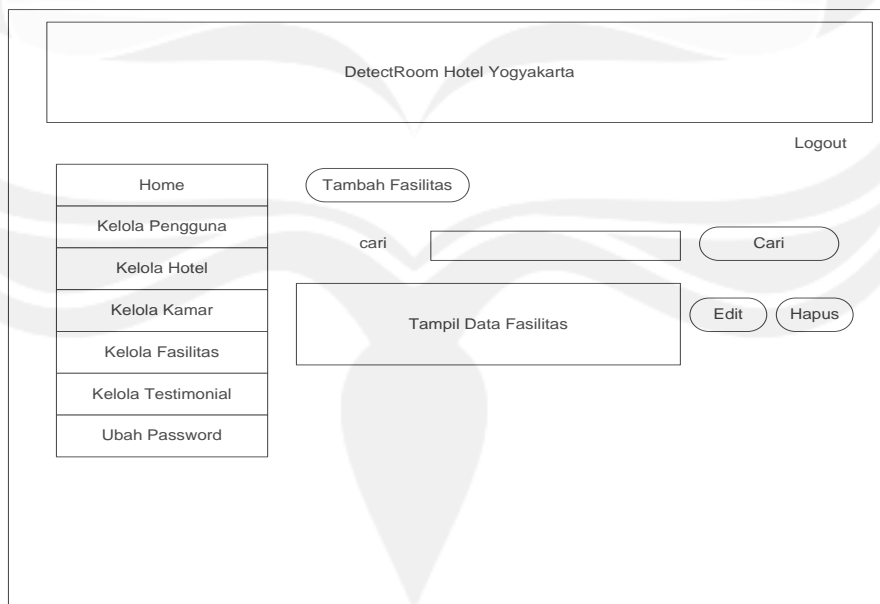 DetectRoom Hotel Yogyakarta
Logout
Home
Kelola Pengguna
Kelola Hotel
Kelola Kamar
Kelola Fasilitas
Kelola Testimonial
Ubah Password
Tambah Fasilitas
cari
Cari
Tampil Data Fasilitas
Edit
Hapus